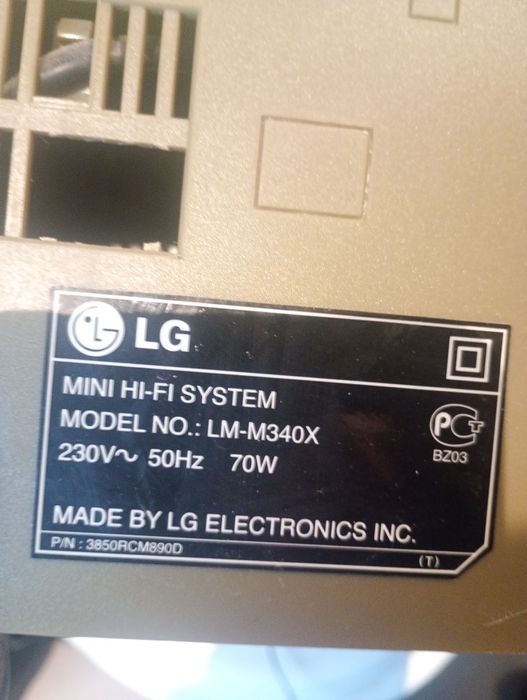 LG
MINI HI-FI SYSTEM
MODEL NO.: LM-M340X
230V~ 50Hz 70W
РСТ
BZ03
MADE BY LG ELECTRONICS INC.
P/N : 3850RCM890D
(T)